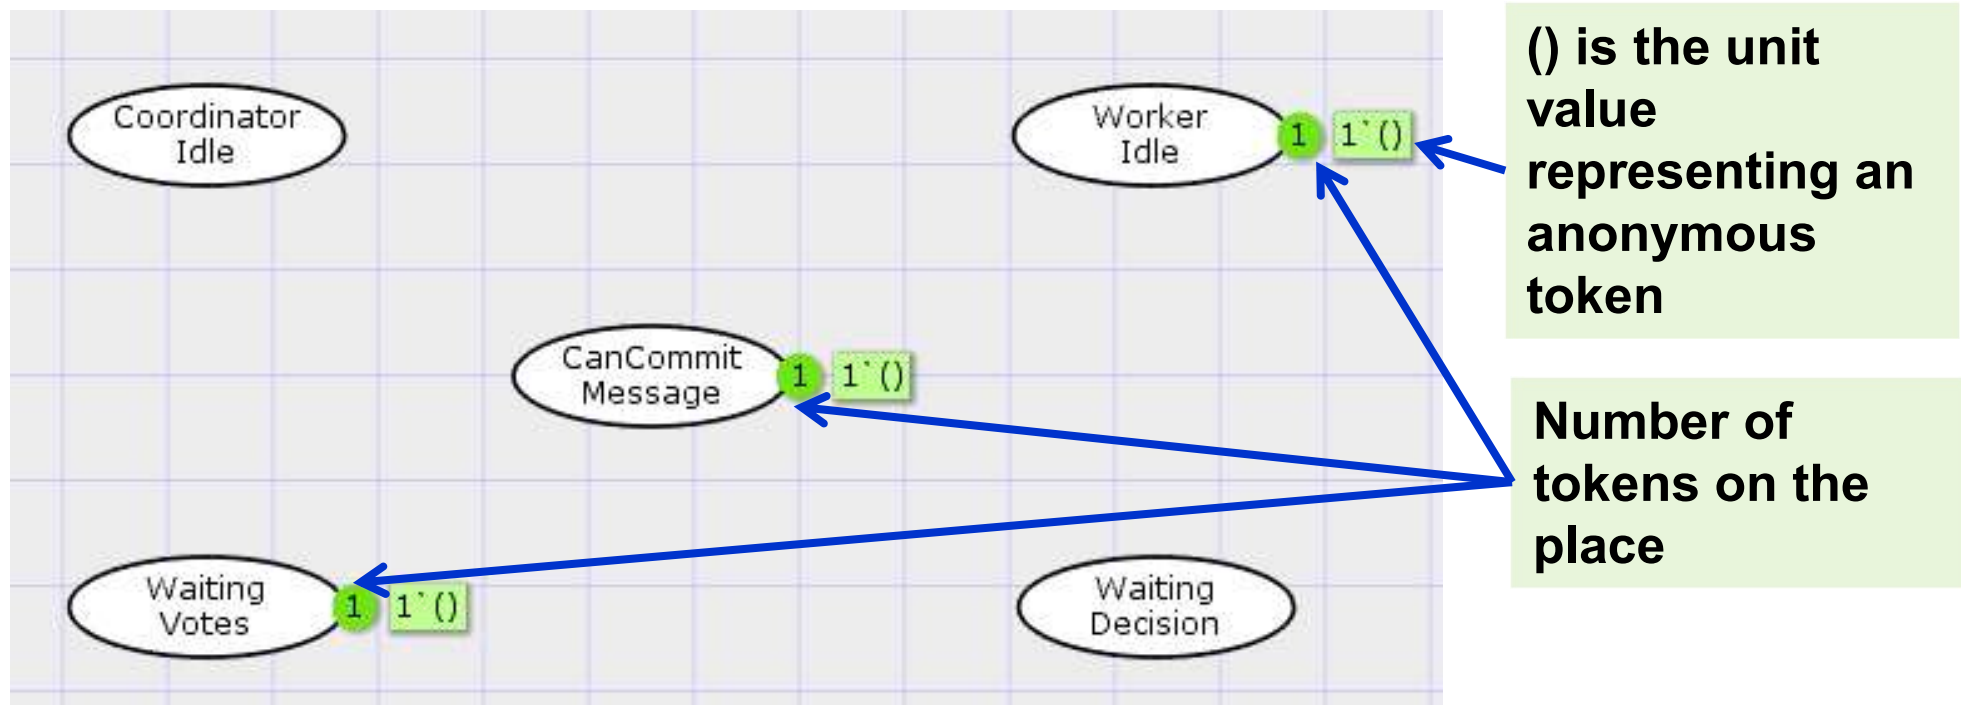 Coordinator
Idle
Worker
Idle
1
1`()
() is the unit
value
representing an
anonymous
token
CanCommit
Message
1
1`()
Number of
tokens on the
place
Waiting
Votes
1
1`()
Waiting
Decision